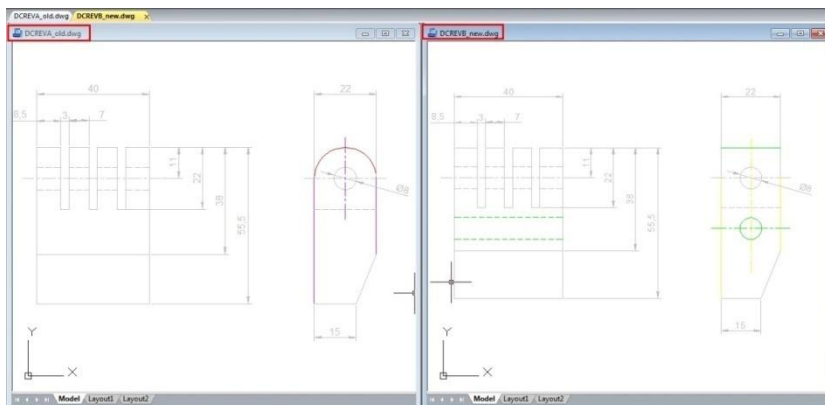 DCREVA_old.dwg DCREVB_new.dwg ×
DCREVA_old.dwg
40
22
8,5 3 7
11
22
38
55,5
Ø8
15
Y
X
Model Layout1 Layout2
DCREVB_new.dwg
40
22
8,5 3 7
11
22
38
55,5
Ø8
15
Y
X
Model Layout1 Layout2